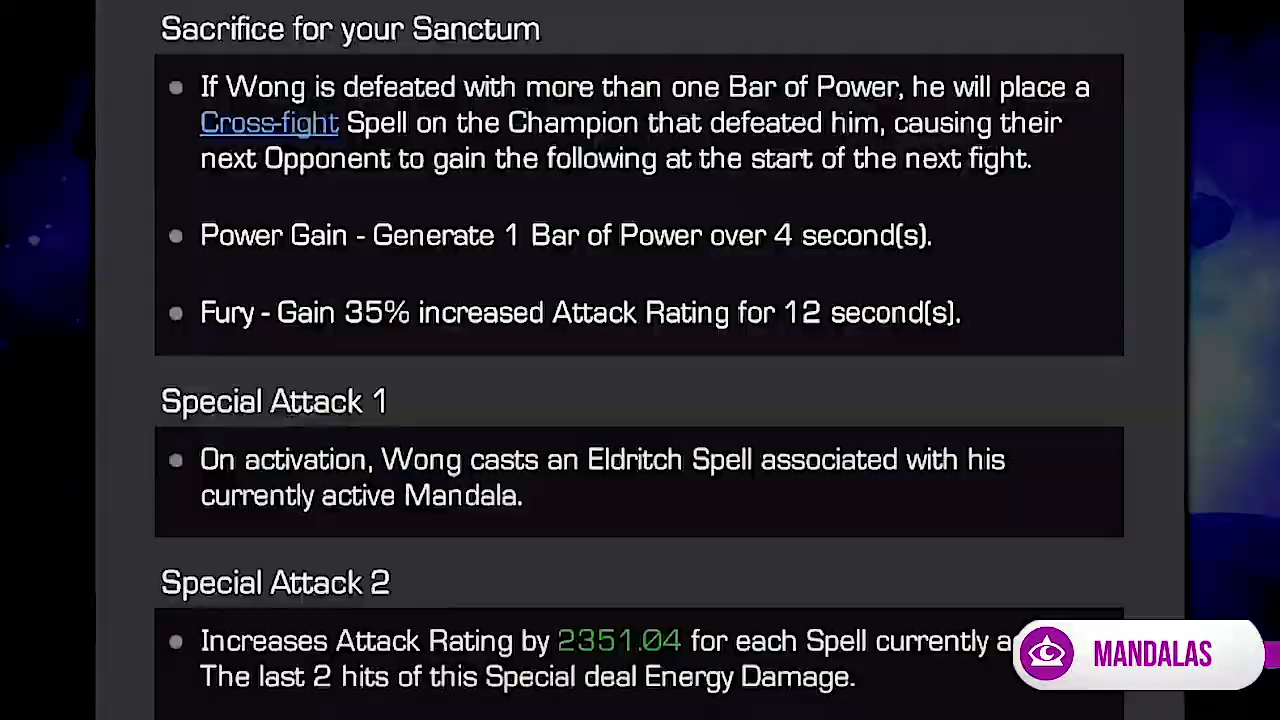 Sacrifice for your Sanctum
If Wong is defeated with more than one Bar of Power, he will place a
Cross-fight Spell on the Champion that defeated him, causing their
next Opponent to gain the following at the start of the next fight.
Power Gain - Generate 1 Bar of Power over 4 second(s).
Fury - Gain 35% increased Attack Rating for 12 second(s).
Special Attack 1
On activation, Wong casts an Eldritch Spell associated with his
currently active Mandala.
Special Attack 2
Increases Attack Rating by 2351.04 for each Spell currently
The last 2 hits of this Special deal Energy Damage.
MANDALAS